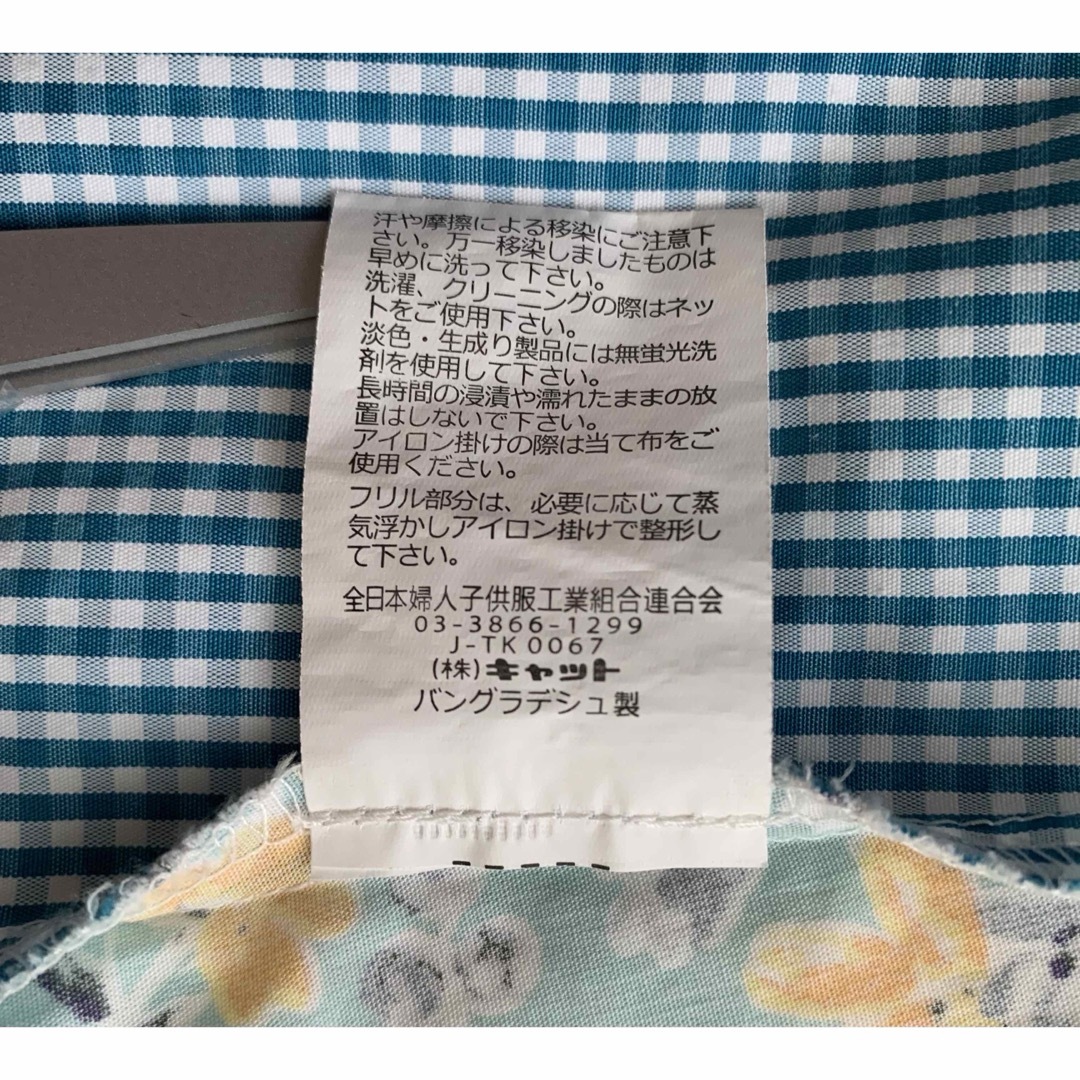 汗や摩擦による移染にご注意下
さい。万一移染しましたものは
早めに洗って下さい。
洗濯、クリーニングの際はネッ
トをご使用下さい。
淡色・生成り製品には無蛍光洗
剤を使用して下さい。
長時間の浸漬や濡れたままの放
置はしないで下さい。
アイロン掛けの際は当て布をご
使用ください。
フリル部分は、必要に応じて蒸
気浮かしアイロン掛けで整形し
て下さい。
全日本婦人子供服工業組合連合会
03-3866-1299
J-TK0067
(株)キャット
バングラデシュ製